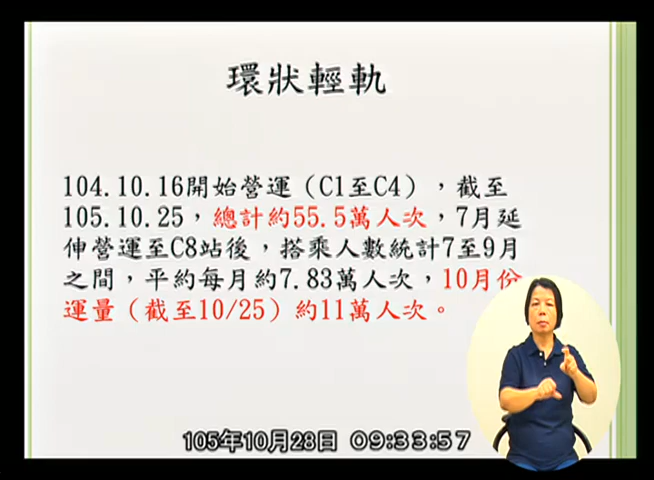 環狀輕軌
104.10.16開始營運（C1至C4），截至
105.10.25，總計約55.5萬人次，7月延
伸營運至C8站後，搭乘人數統計7至9月
之間，平約每月約7.83萬人次，10月份
運量（截至10/25）約11萬人次。
105年10月28日 09:33:57